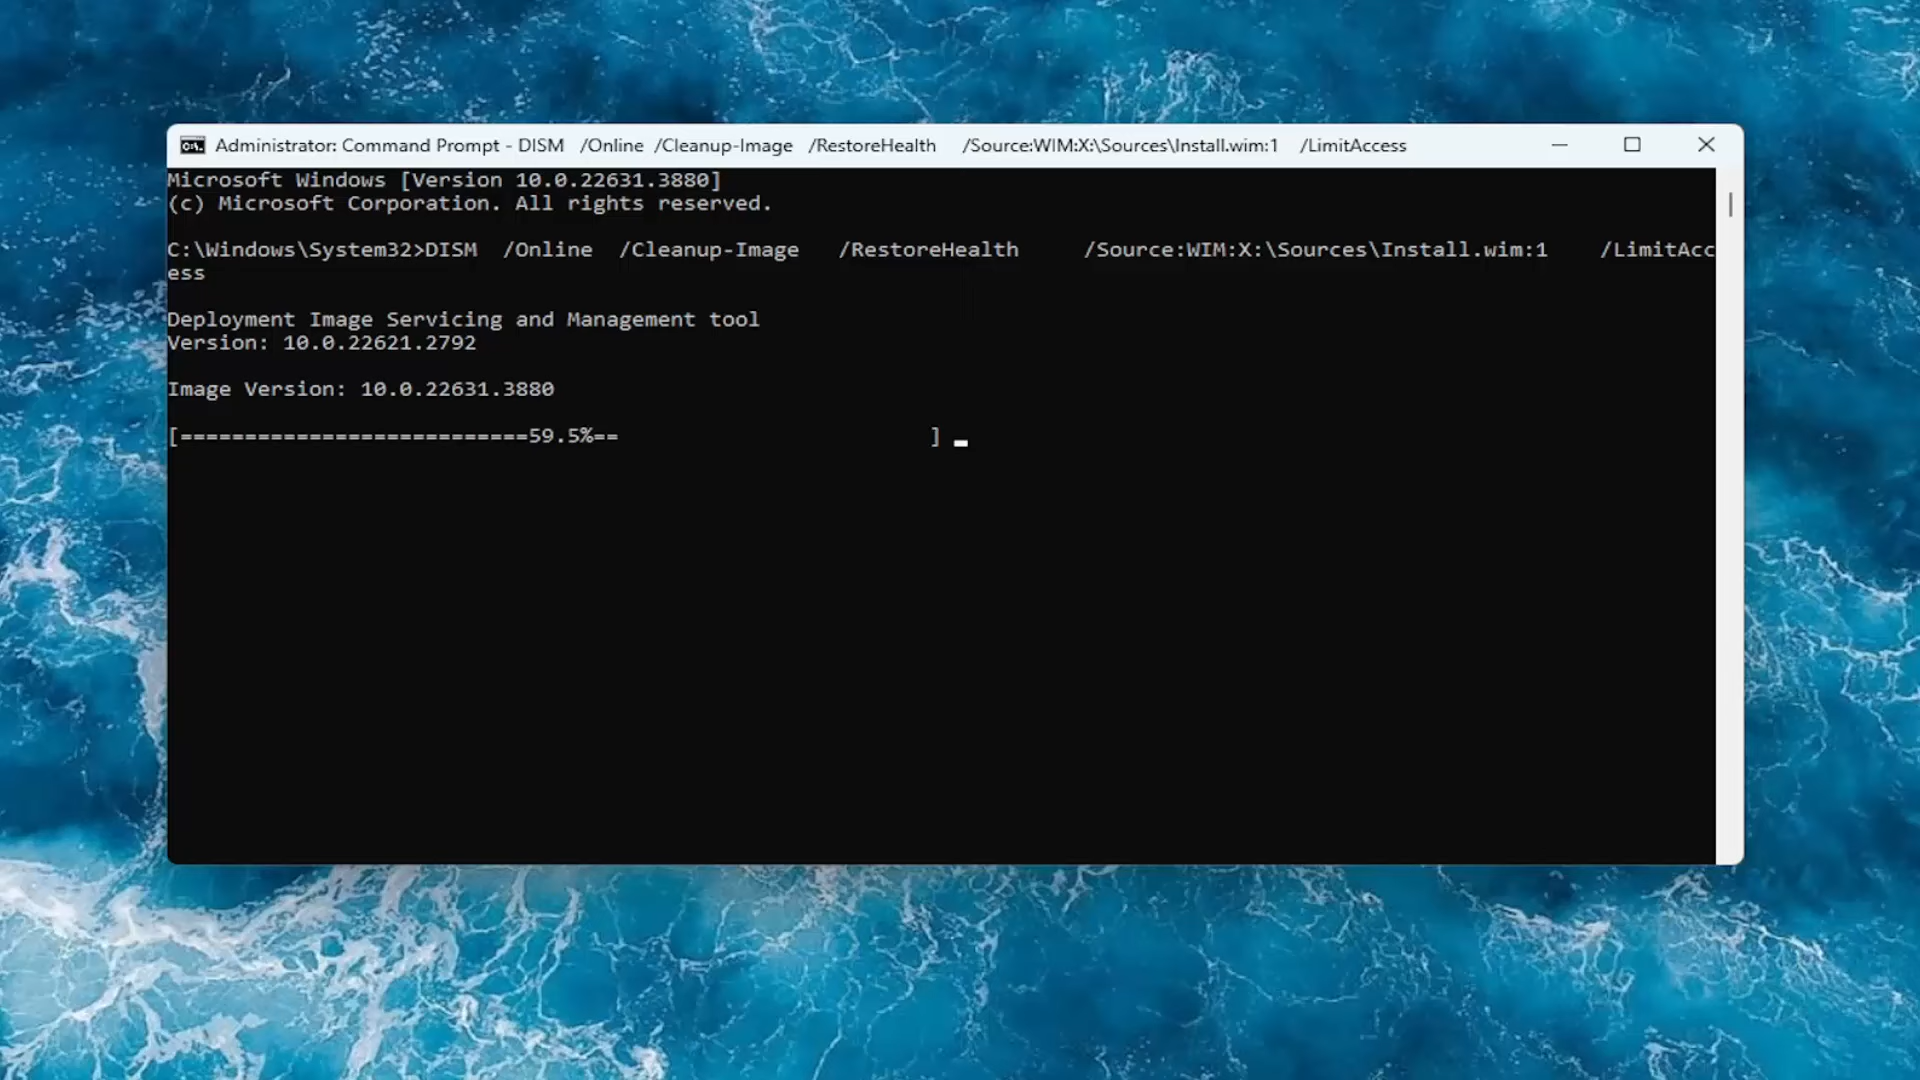 Administrator: Command Prompt - DISM  /Online  /Cleanup-Image   /RestoreHealth     /Source:WIM:X:\Sources\Install.wim:1    /LimitAccess
Microsoft Windows [Version 10.0.22631.3880]
(c) Microsoft Corporation. All rights reserved.
C:\Windows\System32>DISM  /Online  /Cleanup-Image   /RestoreHealth     /Source:WIM:X:\Sources\Install.wim:1    /LimitAcc
ess
Deployment Image Servicing and Management tool
Version: 10.0.22621.2792
Image Version: 10.0.22631.3880
[===========================59.5%==                        ]